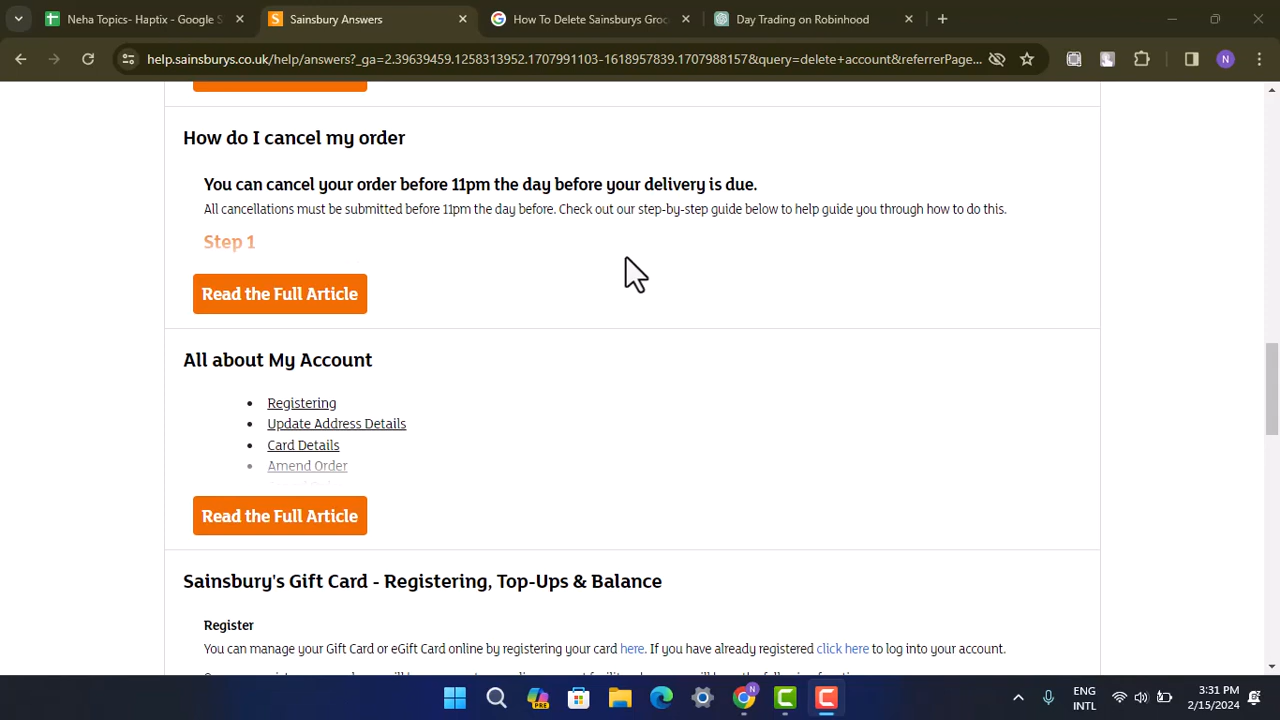 Neha Topics- Haptix - Google S
Sainsbury Answers
How To Delete Sainsburys Groc
Day Trading on Robinhood
help.sainsburys.co.uk/help/answers?_ga=2.39639459.1258313952.1707991103-1618957839.1707988157&query=delete+account&referrerPage...
N
How do I cancel my order
You can cancel your order before 11pm the day before your delivery is due.
All cancellations must be submitted before 11pm the day before. Check out our step-by-step guide below to help guide you through how to do this.
Step 1
Read the Full Article
All about My Account
• Registering
• Update Address Details
• Card Details
• Amend Order
Read the Full Article
Sainsbury's Gift Card - Registering, Top-Ups & Balance
Register
You can manage your Gift Card or eGift Card online by registering your card here. If you have already registered click here to log into your account.
PRE
N
ENG
INTL
3:31 PM
2/15/2024